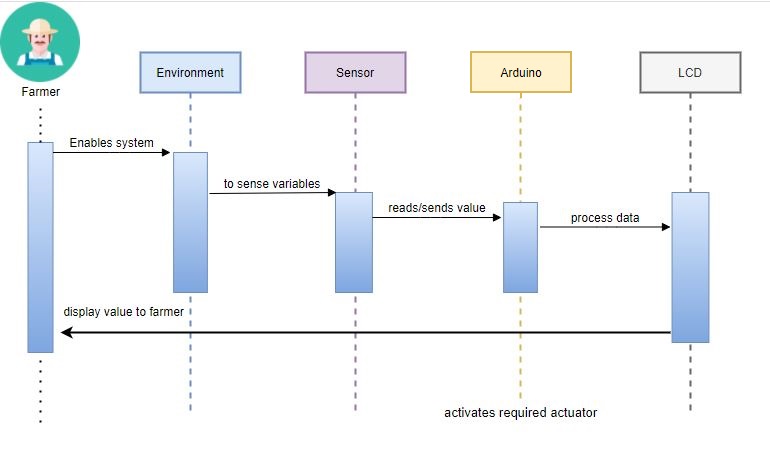 Farmer
Environment
Sensor
Arduino
LCD
Enables system
to sense variables
reads/sends value
process data
display value to farmer
activates required actuator